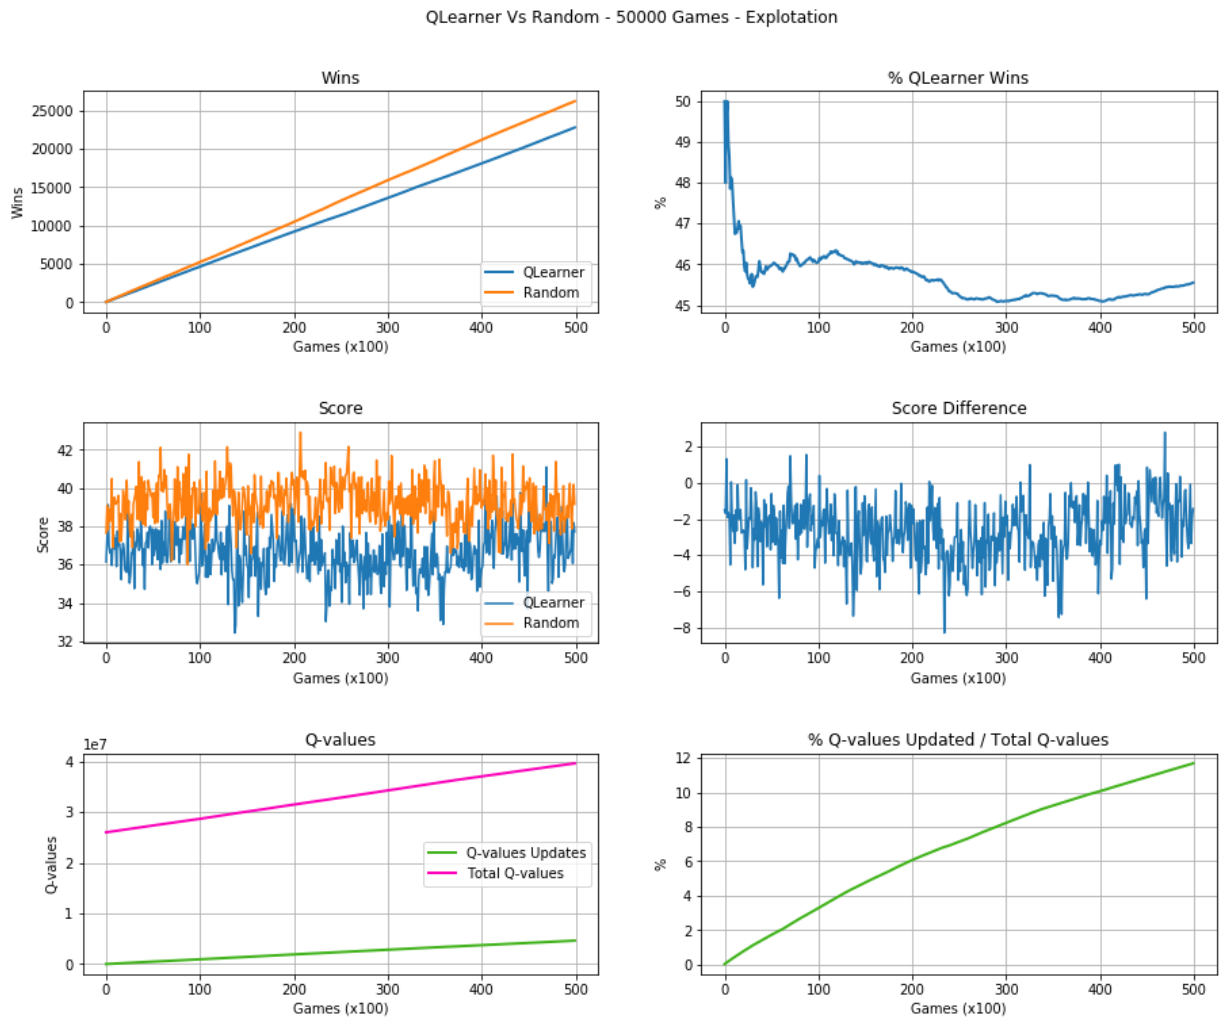 QLearner Vs Random - 50000 Games - Explotation
Wins
25000
20000
15000
10000
5000
0
Wins
0 100 200 300 400 500
Games (x100)
QLearner
Random
% QLearner Wins
50
49
48
47
46
45
%
0 100 200 300 400 500
Games (x100)
Score
42
40
38
36
34
32
Score
0 100 200 300 400 500
Games (x100)
QLearner
Random
Score Difference
2
0
−2
−4
−6
−8
0 100 200 300 400 500
Games (x100)
Q-values
1e7
4
3
2
1
0
Q-values
0 100 200 300 400 500
Games (x100)
Q-values Updates
Total Q-values
% Q-values Updated / Total Q-values
12
10
8
6
4
2
0
%
0 100 200 300 400 500
Games (x100)